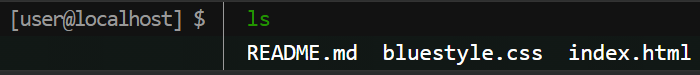 [user@localhost] $ ls
README.md bluestyle.css index.html